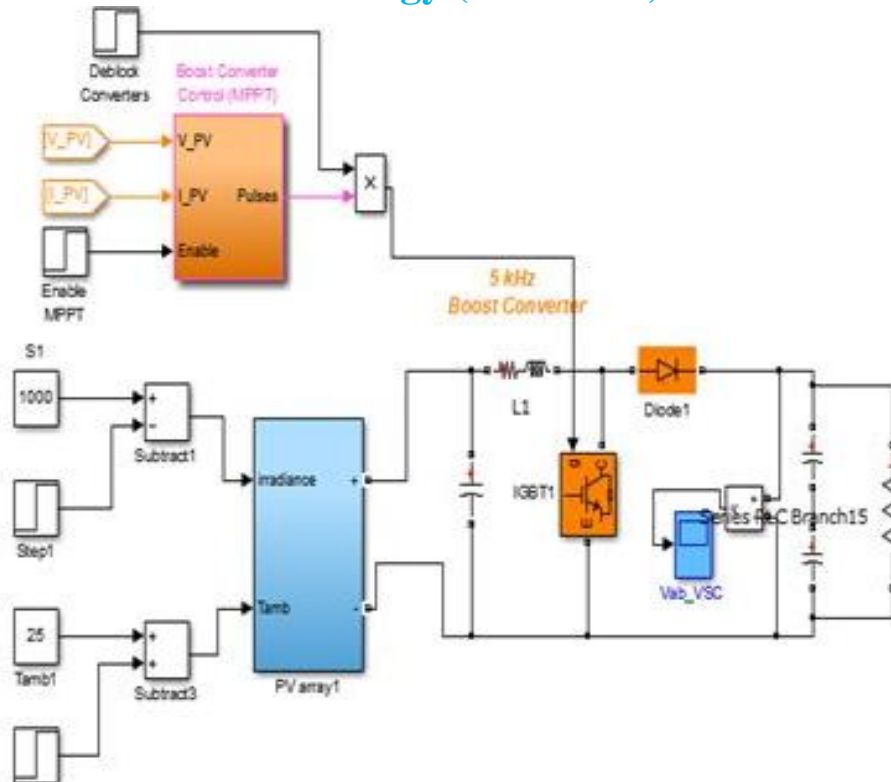 Deblock
Converters
Boost Converter
Control (MPPT)
[V_PV]
V_PV
[I_PV]
I_PV
Pulses
X
Enable
Enable
MPPT
5 kHz
Boost Converter
S1
1000
+
−
Subtract1
L1
Diode1
irradiance
+
IGBT1
g
C
E
Step1
Series RLC Branch15
Vab_VSC
25
Tamb1
+
+
Subtract3
Tamb
-
PV array1